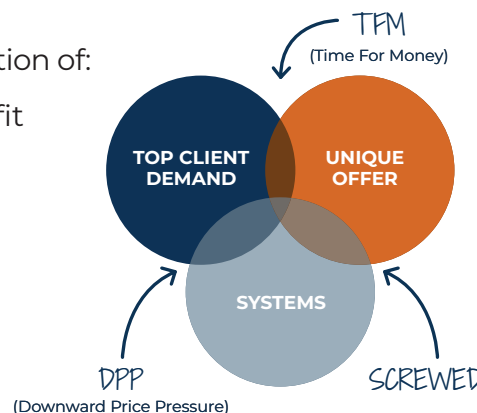 tion of:
fit
TFM
(Time For Money)
TOP CLIENT
DEMAND
UNIQUE
OFFER
SYSTEMS
DPP
(Downward Price Pressure)
SCREWED